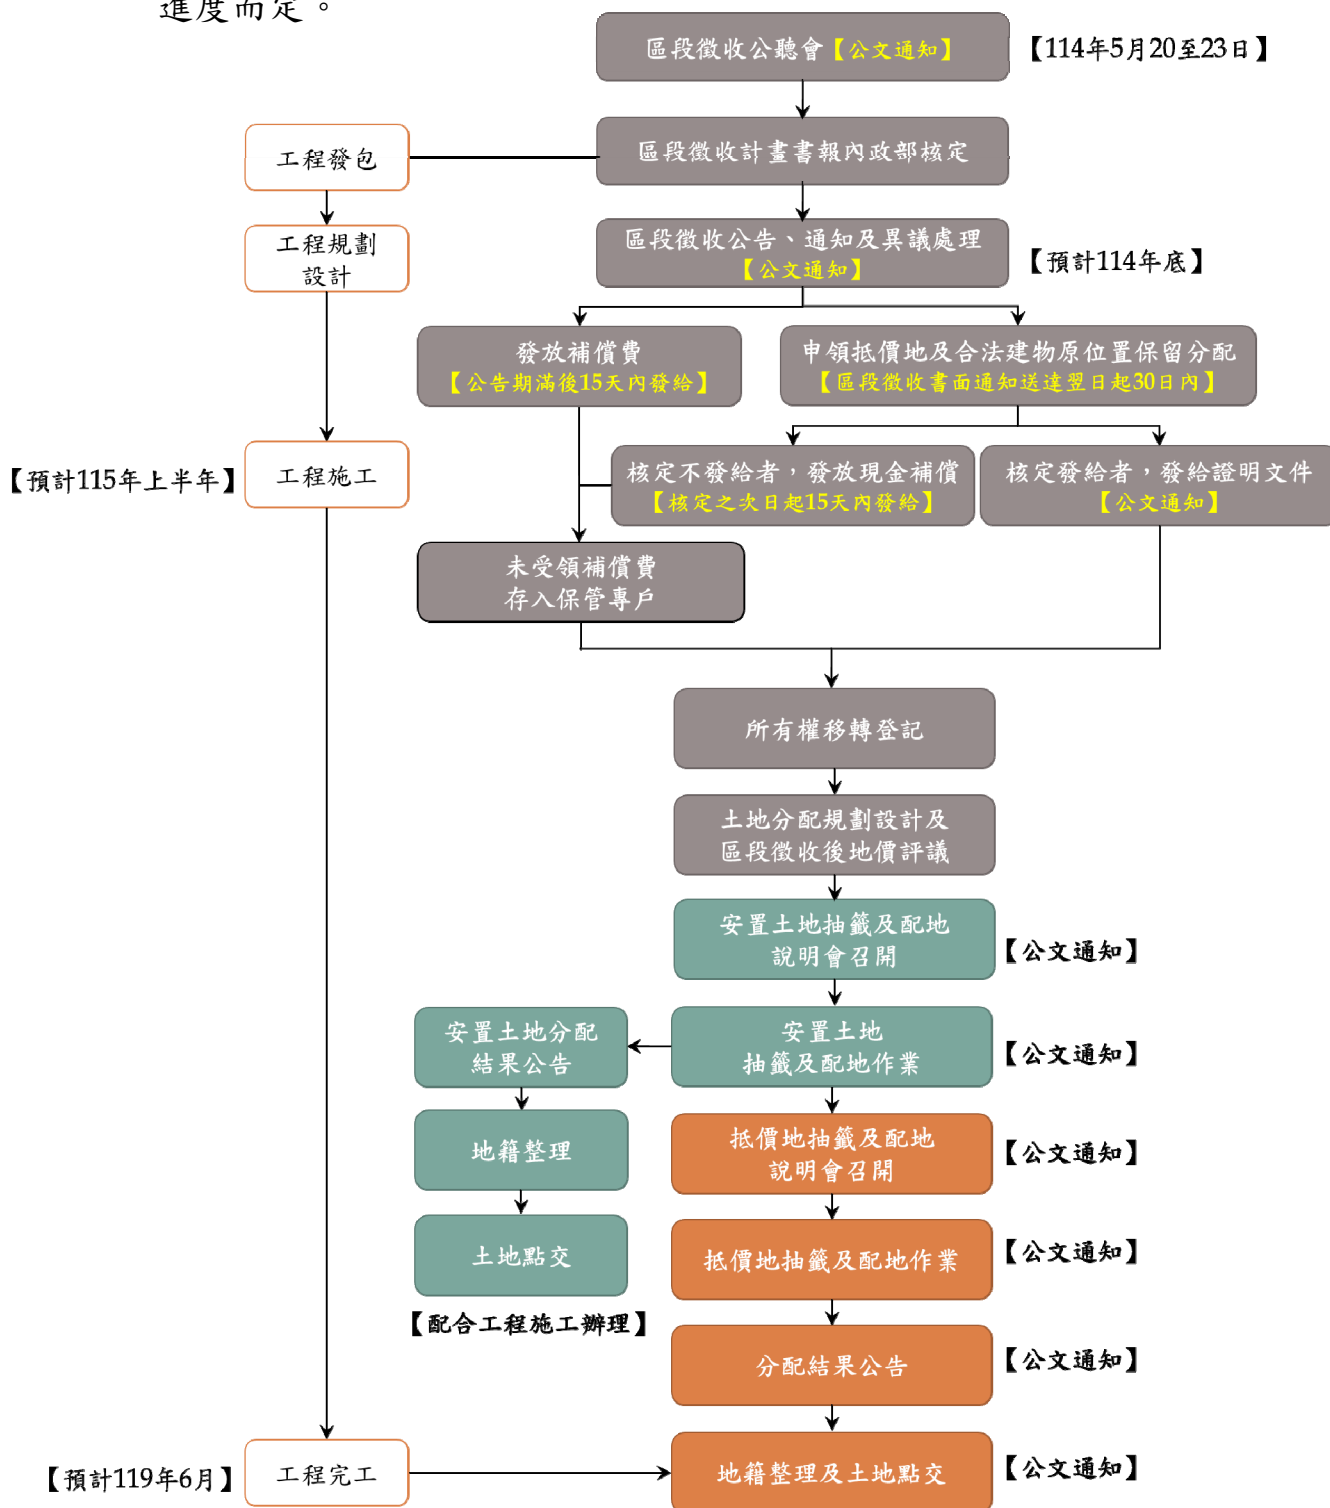 進度而定。
區段徵收公聽會【公文通知】
【114年5月20至23日】
工程發包
區段徵收計畫書報內政部核定
工程規劃
設計
區段徵收公告、通知及異議處理
【公文通知】
【預計114年底】
發放補償費
【公告期滿後15天內發給】
申領抵價地及合法建物原位置保留分配
【區段徵收書面通知送達翌日起30日內】
【預計115年上半年】
工程施工
核定不發給者，發放現金補償
【核定之次日起15天內發給】
核定發給者，發給證明文件
【公文通知】
未受領補償費
存入保管專戶
所有權移轉登記
土地分配規劃設計及
區段徵收後地價評議
安置土地抽籤及配地
說明會召開
【公文通知】
安置土地分配
結果公告
安置土地
抽籤及配地作業
【公文通知】
地籍整理
抵價地抽籤及配地
說明會召開
【公文通知】
土地點交
抵價地抽籤及配地作業
【公文通知】
【配合工程施工辦理】
分配結果公告
【公文通知】
【預計119年6月】
工程完工
地籍整理及土地點交
【公文通知】